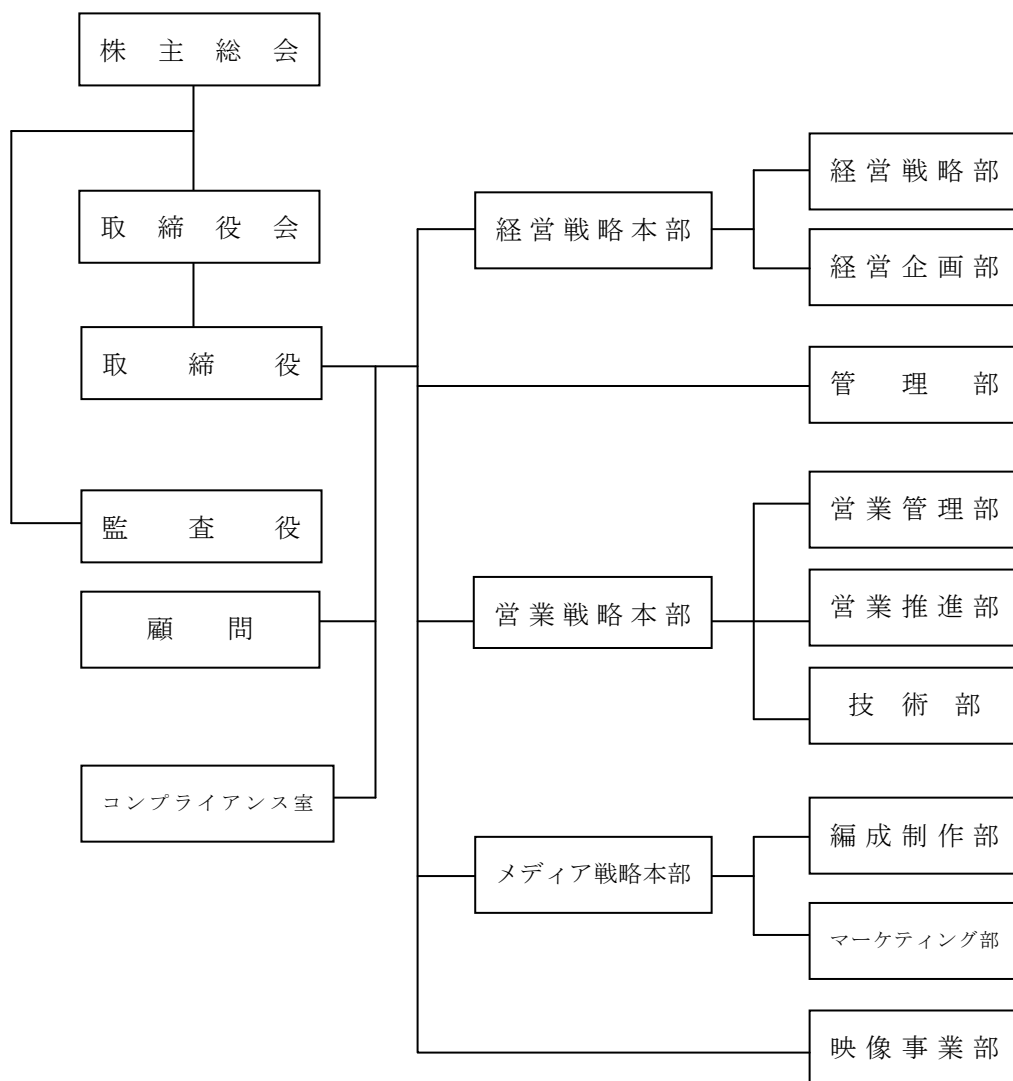 株主総会
取締役会
取締役
監査役
顧問
コンプライアンス室
経営戦略本部
経営戦略部
経営企画部
管理部
営業戦略本部
営業管理部
営業推進部
技術部
メディア戦略本部
編成制作部
マーケティング部
映像事業部